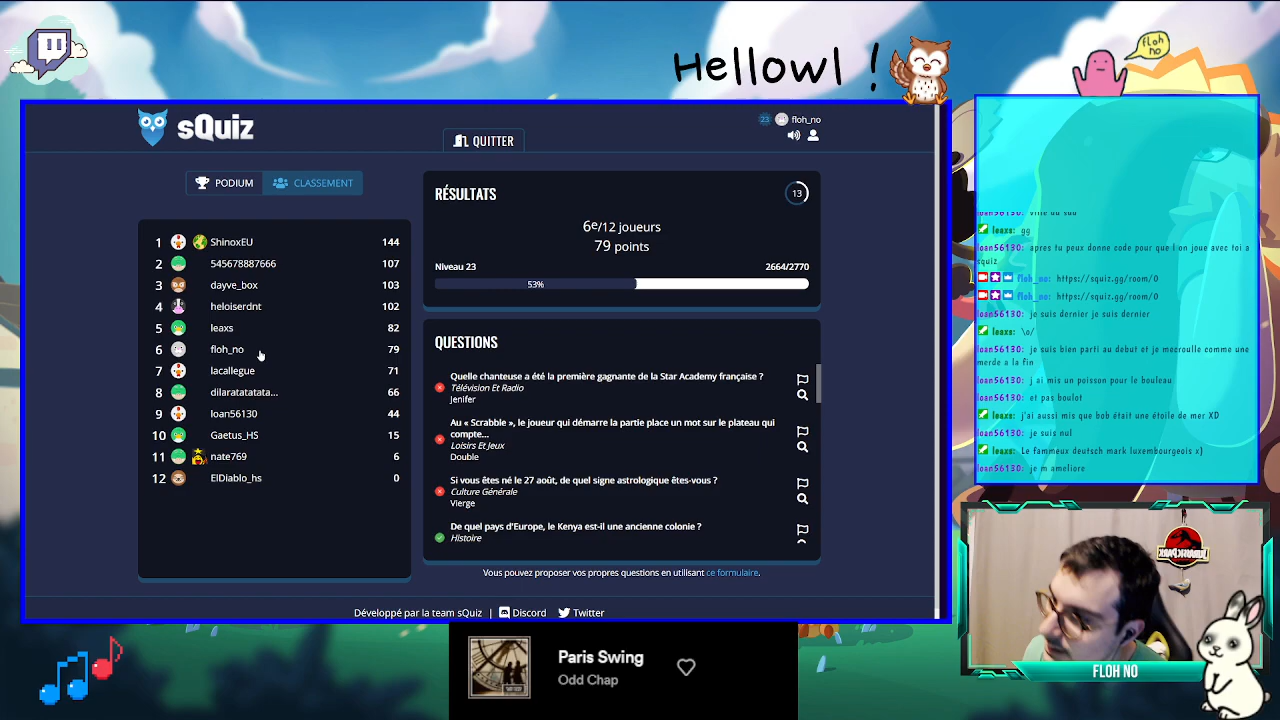 Hellowl !
floh
no
sQuiz
QUITTER
23 floh_no
PODIUM
CLASSEMENT
1 ShinoxEU 144
2 545678887666 107
3 dayve_box 103
4 heloiserdnt 102
5 leaxs 82
6 floh_no 79
7 lacallegue 71
8 dilaratatatata... 66
9 loan56130 44
10 Gaetus_HS 15
11 nate769 6
12 ElDiablo_hs 0
RÉSULTATS
13
6e/12 joueurs
79 points
Niveau 23 2664/2770
53%
QUESTIONS
Quelle chanteuse a été la première gagnante de la Star Academy française ?
Télévision Et Radio
Jenifer
Au « Scrabble », le joueur qui démarre la partie place un mot sur le plateau qui
compte...
Loisirs Et Jeux
Double
Si vous êtes né le 27 août, de quel signe astrologique êtes-vous ?
Culture Générale
Vierge
De quel pays d'Europe, le Kenya est-il une ancienne colonie ?
Histoire
Vous pouvez proposer vos propres questions en utilisant ce formulaire.
Développé par la team sQuiz | Discord Twitter
loan56130: ville du sud
leaxs: gg
loan56130: apres tu peux donne code pour que l on joue avec toi a
squiz
floh_no: https://squiz.gg/room/0
floh_no: https://squiz.gg/room/0
loan56130: je suis dernier je suis dernier
leaxs: \o/
loan56130: je suis bien parti au debut et je mecroulle comme une
merde a la fin
loan56130: j ai mis un poisson pour le bouleau
loan56130: et pas boulot
leaxs: j'ai aussi mis que bob était une étoile de mer XD
loan56130: je suis nul
leaxs: Le fammeux deutsch mark luxembourgeois x)
loan56130: je m ameliore
JURASSIC PARK
FLOH NO
Paris Swing
Odd Chap